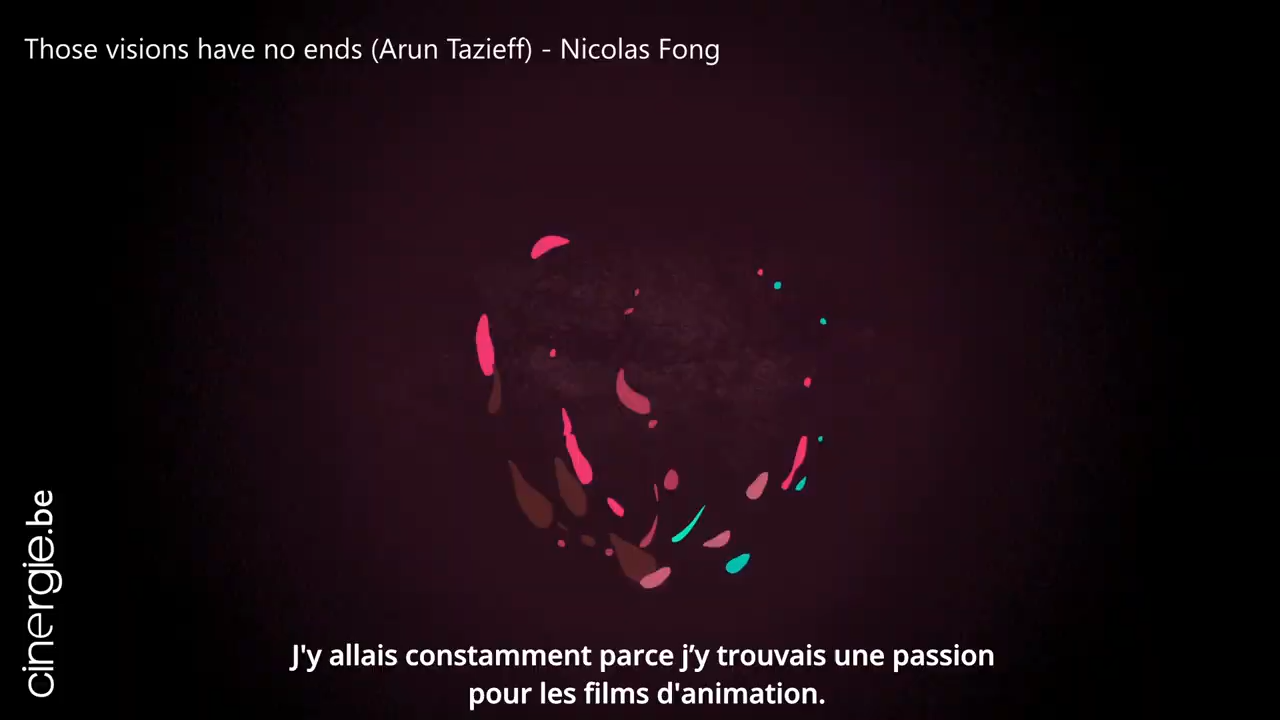 Those visions have no ends (Arun Tazieff) - Nicolas Fong
cinergie.be
J'y allais constamment parce j’y trouvais une passion
pour les films d'animation.